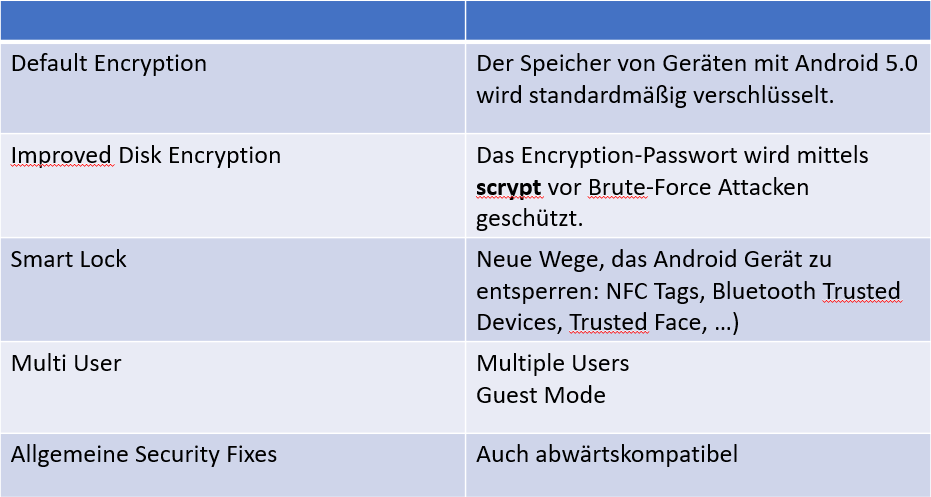 Default Encryption
Der Speicher von Geräten mit Android 5.0
wird standardmäßig verschlüsselt.
Improved Disk Encryption
Das Encryption-Passwort wird mittels
scrypt vor Brute-Force Attacken
geschützt.
Smart Lock
Neue Wege, das Android Gerät zu
entsperren: NFC Tags, Bluetooth Trusted
Devices, Trusted Face, …)
Multi User
Multiple Users
Guest Mode
Allgemeine Security Fixes
Auch abwärtskompatibel